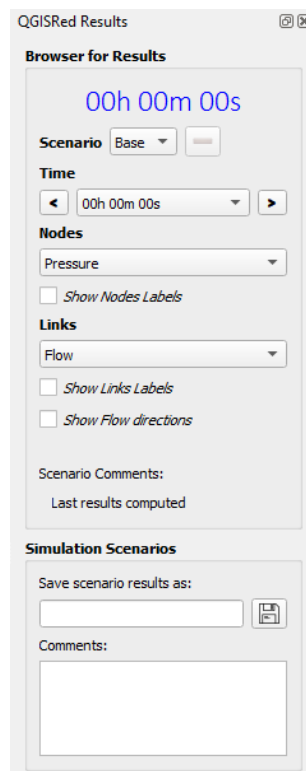 QGISRed Results
Browser for Results
00h 00m 00s
Scenario Base
Time
< 00h 00m 00s >
Nodes
Pressure
Show Nodes Labels
Links
Flow
Show Links Labels
Show Flow directions
Scenario Comments:
Last results computed
Simulation Scenarios
Save scenario results as:
Comments: